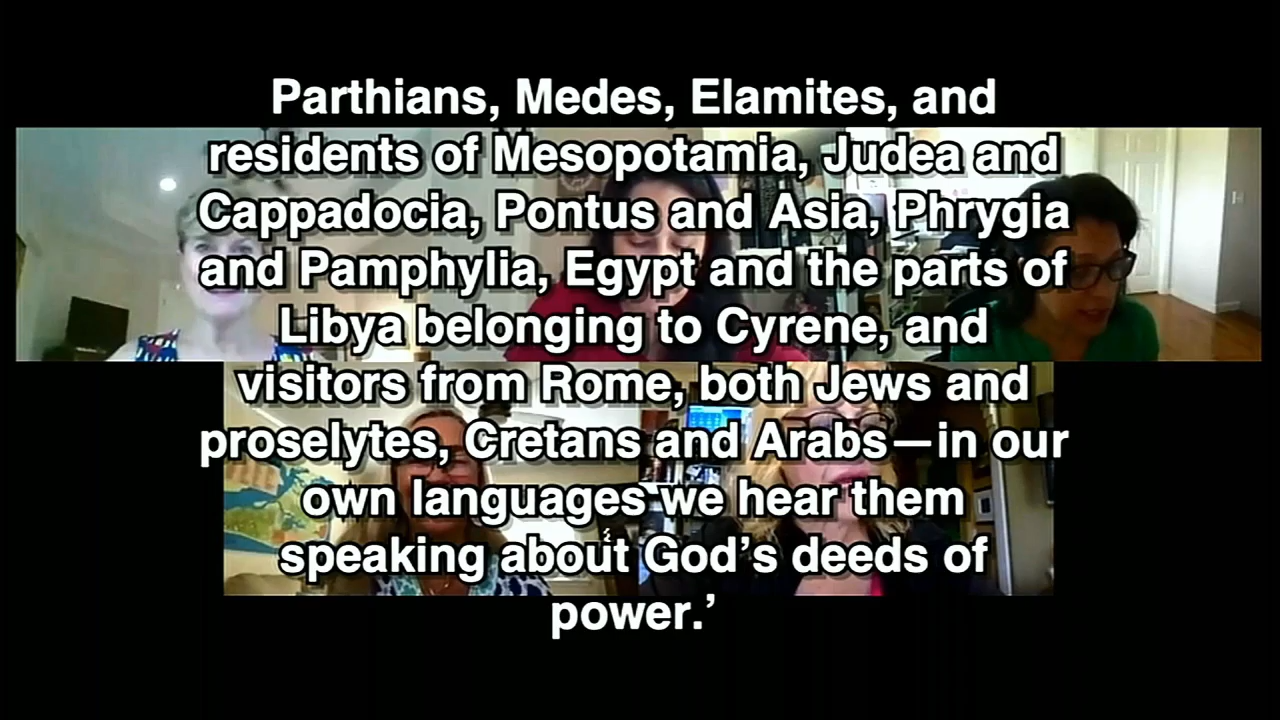 Parthians, Medes, Elamites, and
residents of Mesopotamia, Judea and
Cappadocia, Pontus and Asia, Phrygia
and Pamphylia, Egypt and the parts of
Libya belonging to Cyrene, and
visitors from Rome, both Jews and
proselytes, Cretans and Arabs—in our
own languages we hear them
speaking about God’s deeds of
power.’